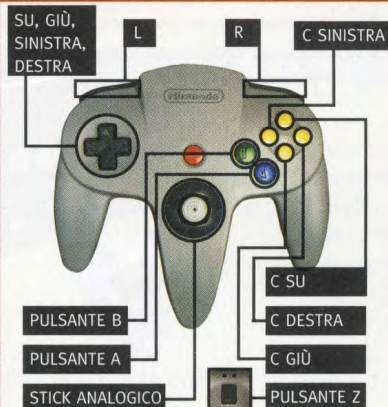 SU, GIÙ,
SINISTRA,
DESTRA
L
R
C SINISTRA
Nintendo
B
A
C SU
PULSANTE B
C DESTRA
PULSANTE A
C GIÙ
STICK ANALOGICO
PULSANTE Z